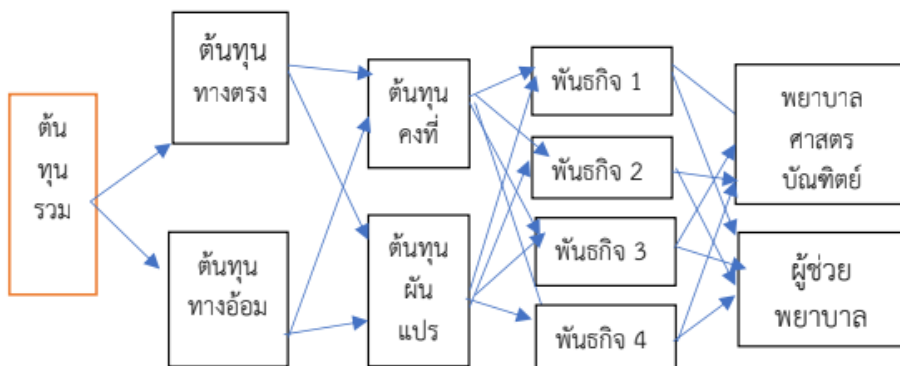 ต้น
ทุน
รวม
ต้นทุน
ทางตรง
ต้นทุน
ทางอ้อม
ต้นทุน
คงที่
ต้นทุน
ผัน
แปร
พันธกิจ 1
พันธกิจ 2
พันธกิจ 3
พันธกิจ 4
พยาบาล
ศาสตร
บัณฑิตย์
ผู้ช่วย
พยาบาล